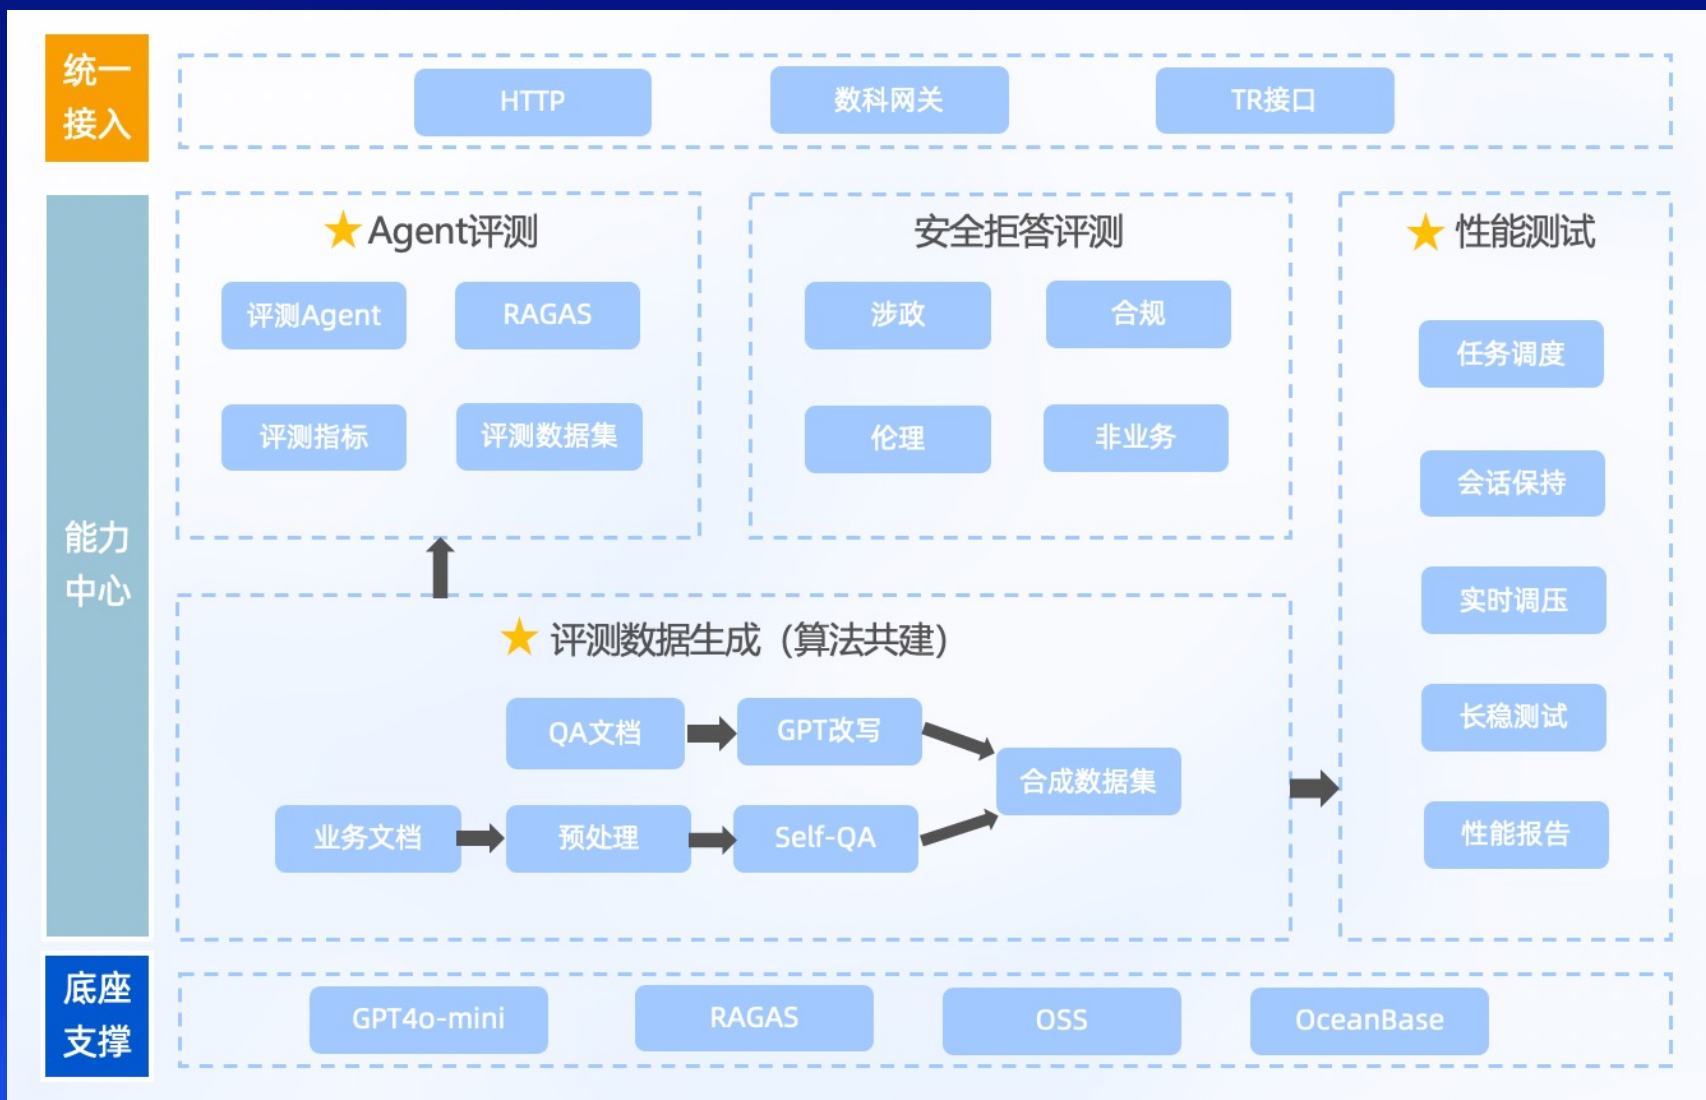 统一
接入
HTTP
数科网关
TR接口
能力
中心
Agent评测
评测Agent
RAGAS
评测指标
评测数据集
安全拒答评测
涉政
合规
伦理
非业务
性能测试
任务调度
会话保持
实时调压
长稳测试
性能报告
评测数据生成（算法共建）
QA文档
GPT改写
业务文档
预处理
Self-QA
合成数据集
底座
支撑
GPT4o-mini
RAGAS
OSS
OceanBase